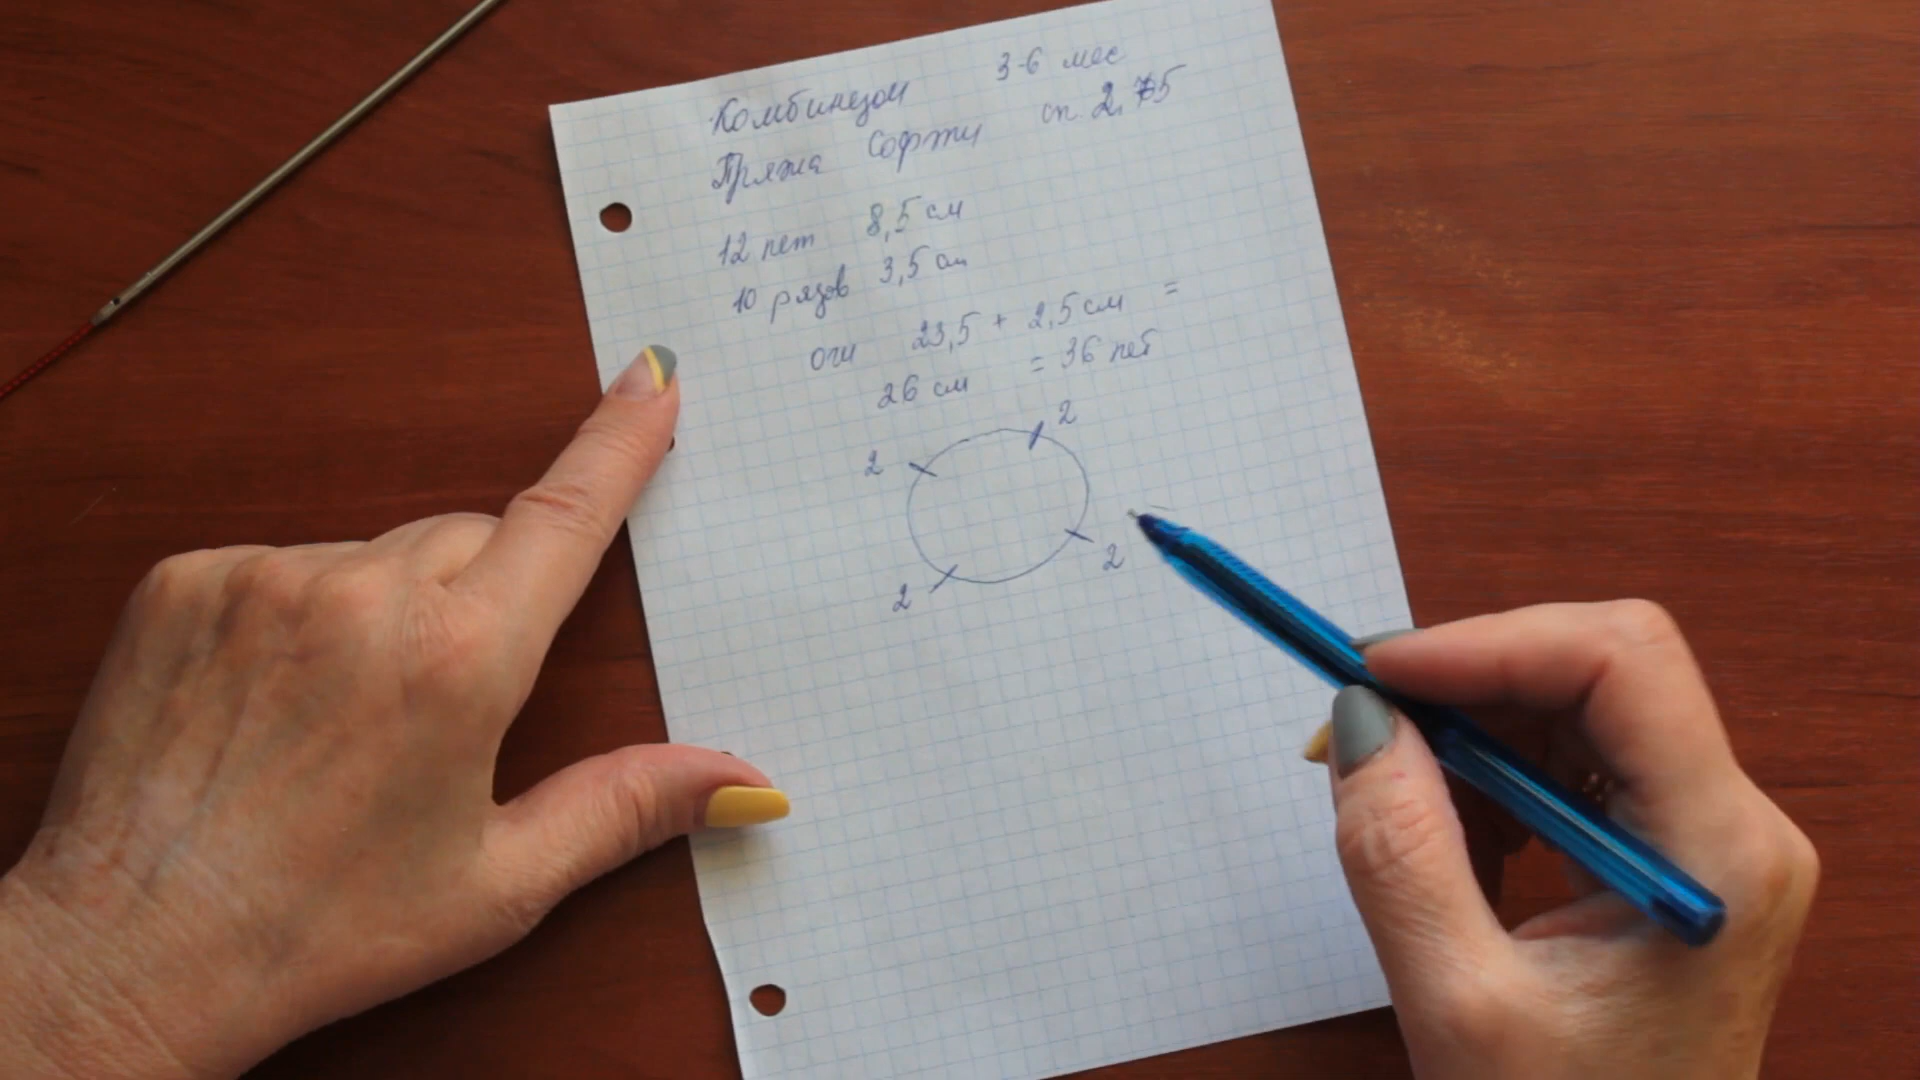 Комбинезон 3-6 мес
Пряжа Софти сп. 2,75
12 пет 8,5 см
10 рядов 3,5 см
ОГИ 23,5 + 2,5 см =
26 см = 36 пет
2
2
2
2